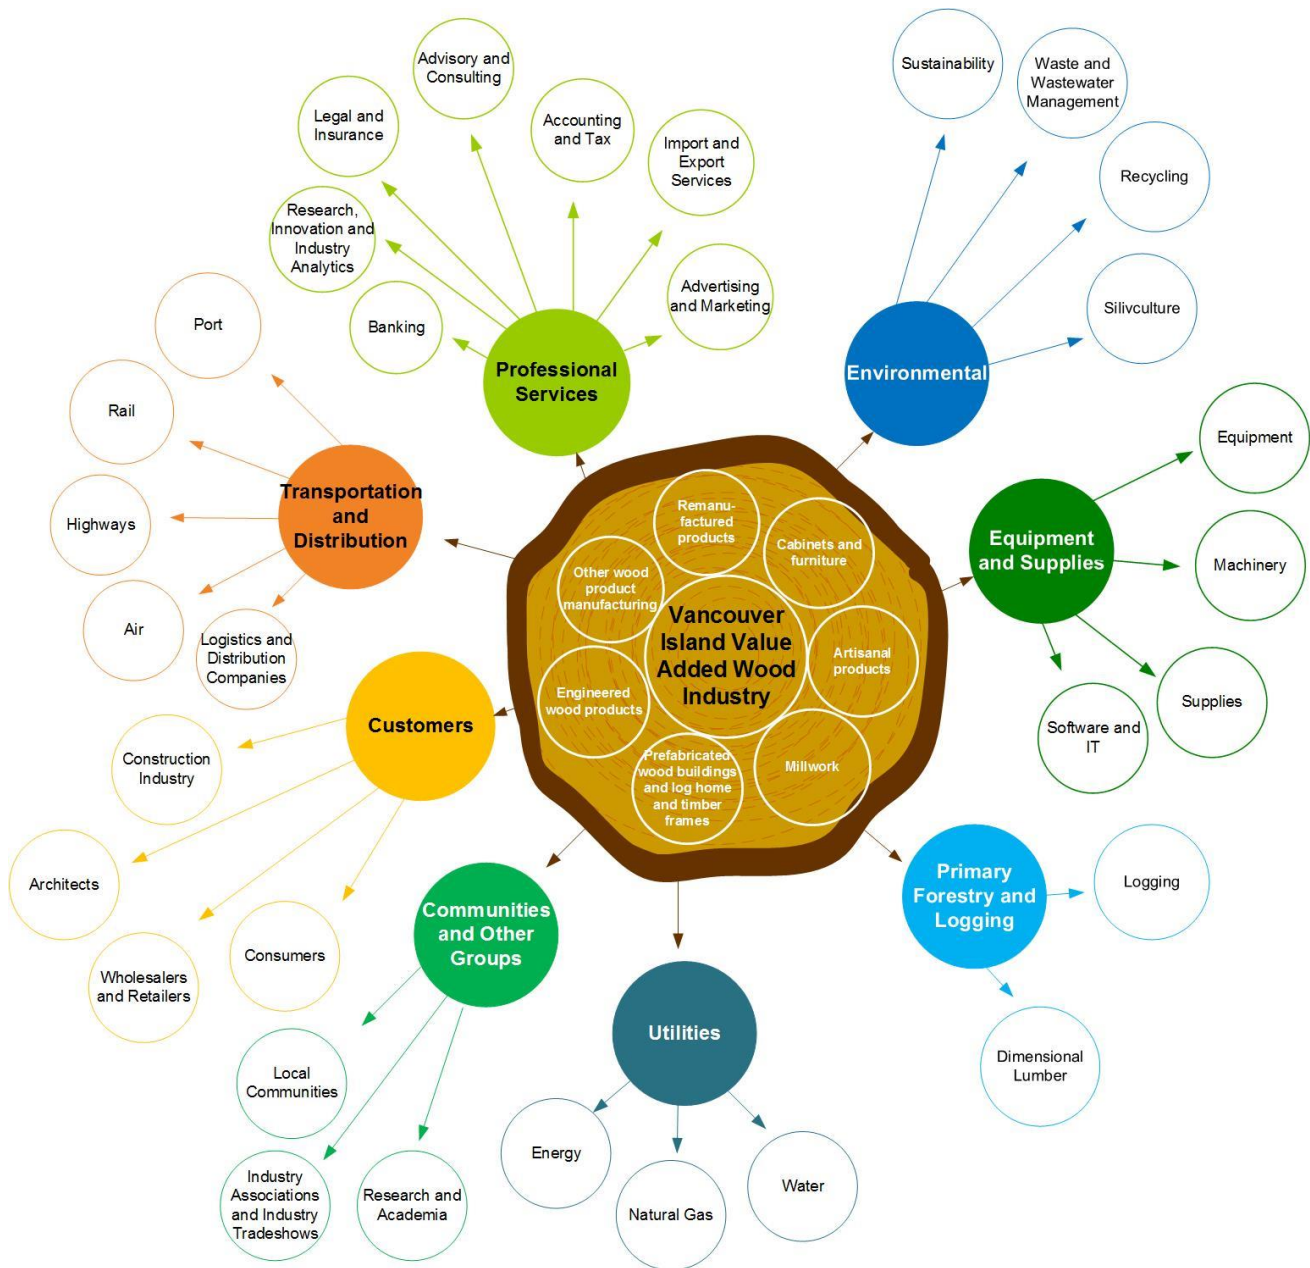 Sustainability
Waste and
Wastewater
Management
Recycling
Silivculture
Environmental
Advisory and
Consulting
Legal and
Insurance
Accounting
and Tax
Import and
Export
Services
Research,
Innovation and
Industry
Analytics
Advertising
and Marketing
Banking
Professional
Services
Port
Rail
Highways
Air
Logistics and
Distribution
Companies
Transportation
and
Distribution
Equipment
Machinery
Supplies
Software and
IT
Equipment
and Supplies
Remanu-
factured
products
Cabinets and
furniture
Other wood
product
manufacturing
Vancouver
Island Value
Added Wood
Industry
Artisanal
products
Engineered
wood products
Prefabricated
wood buildings
and log home
and timber
frames
Millwork
Customers
Construction
Industry
Architects
Wholesalers
and Retailers
Consumers
Primary
Forestry and
Logging
Logging
Dimensional
Lumber
Communities
and Other
Groups
Local
Communities
Industry
Associations
and Industry
Tradeshows
Research and
Academia
Utilities
Energy
Natural Gas
Water